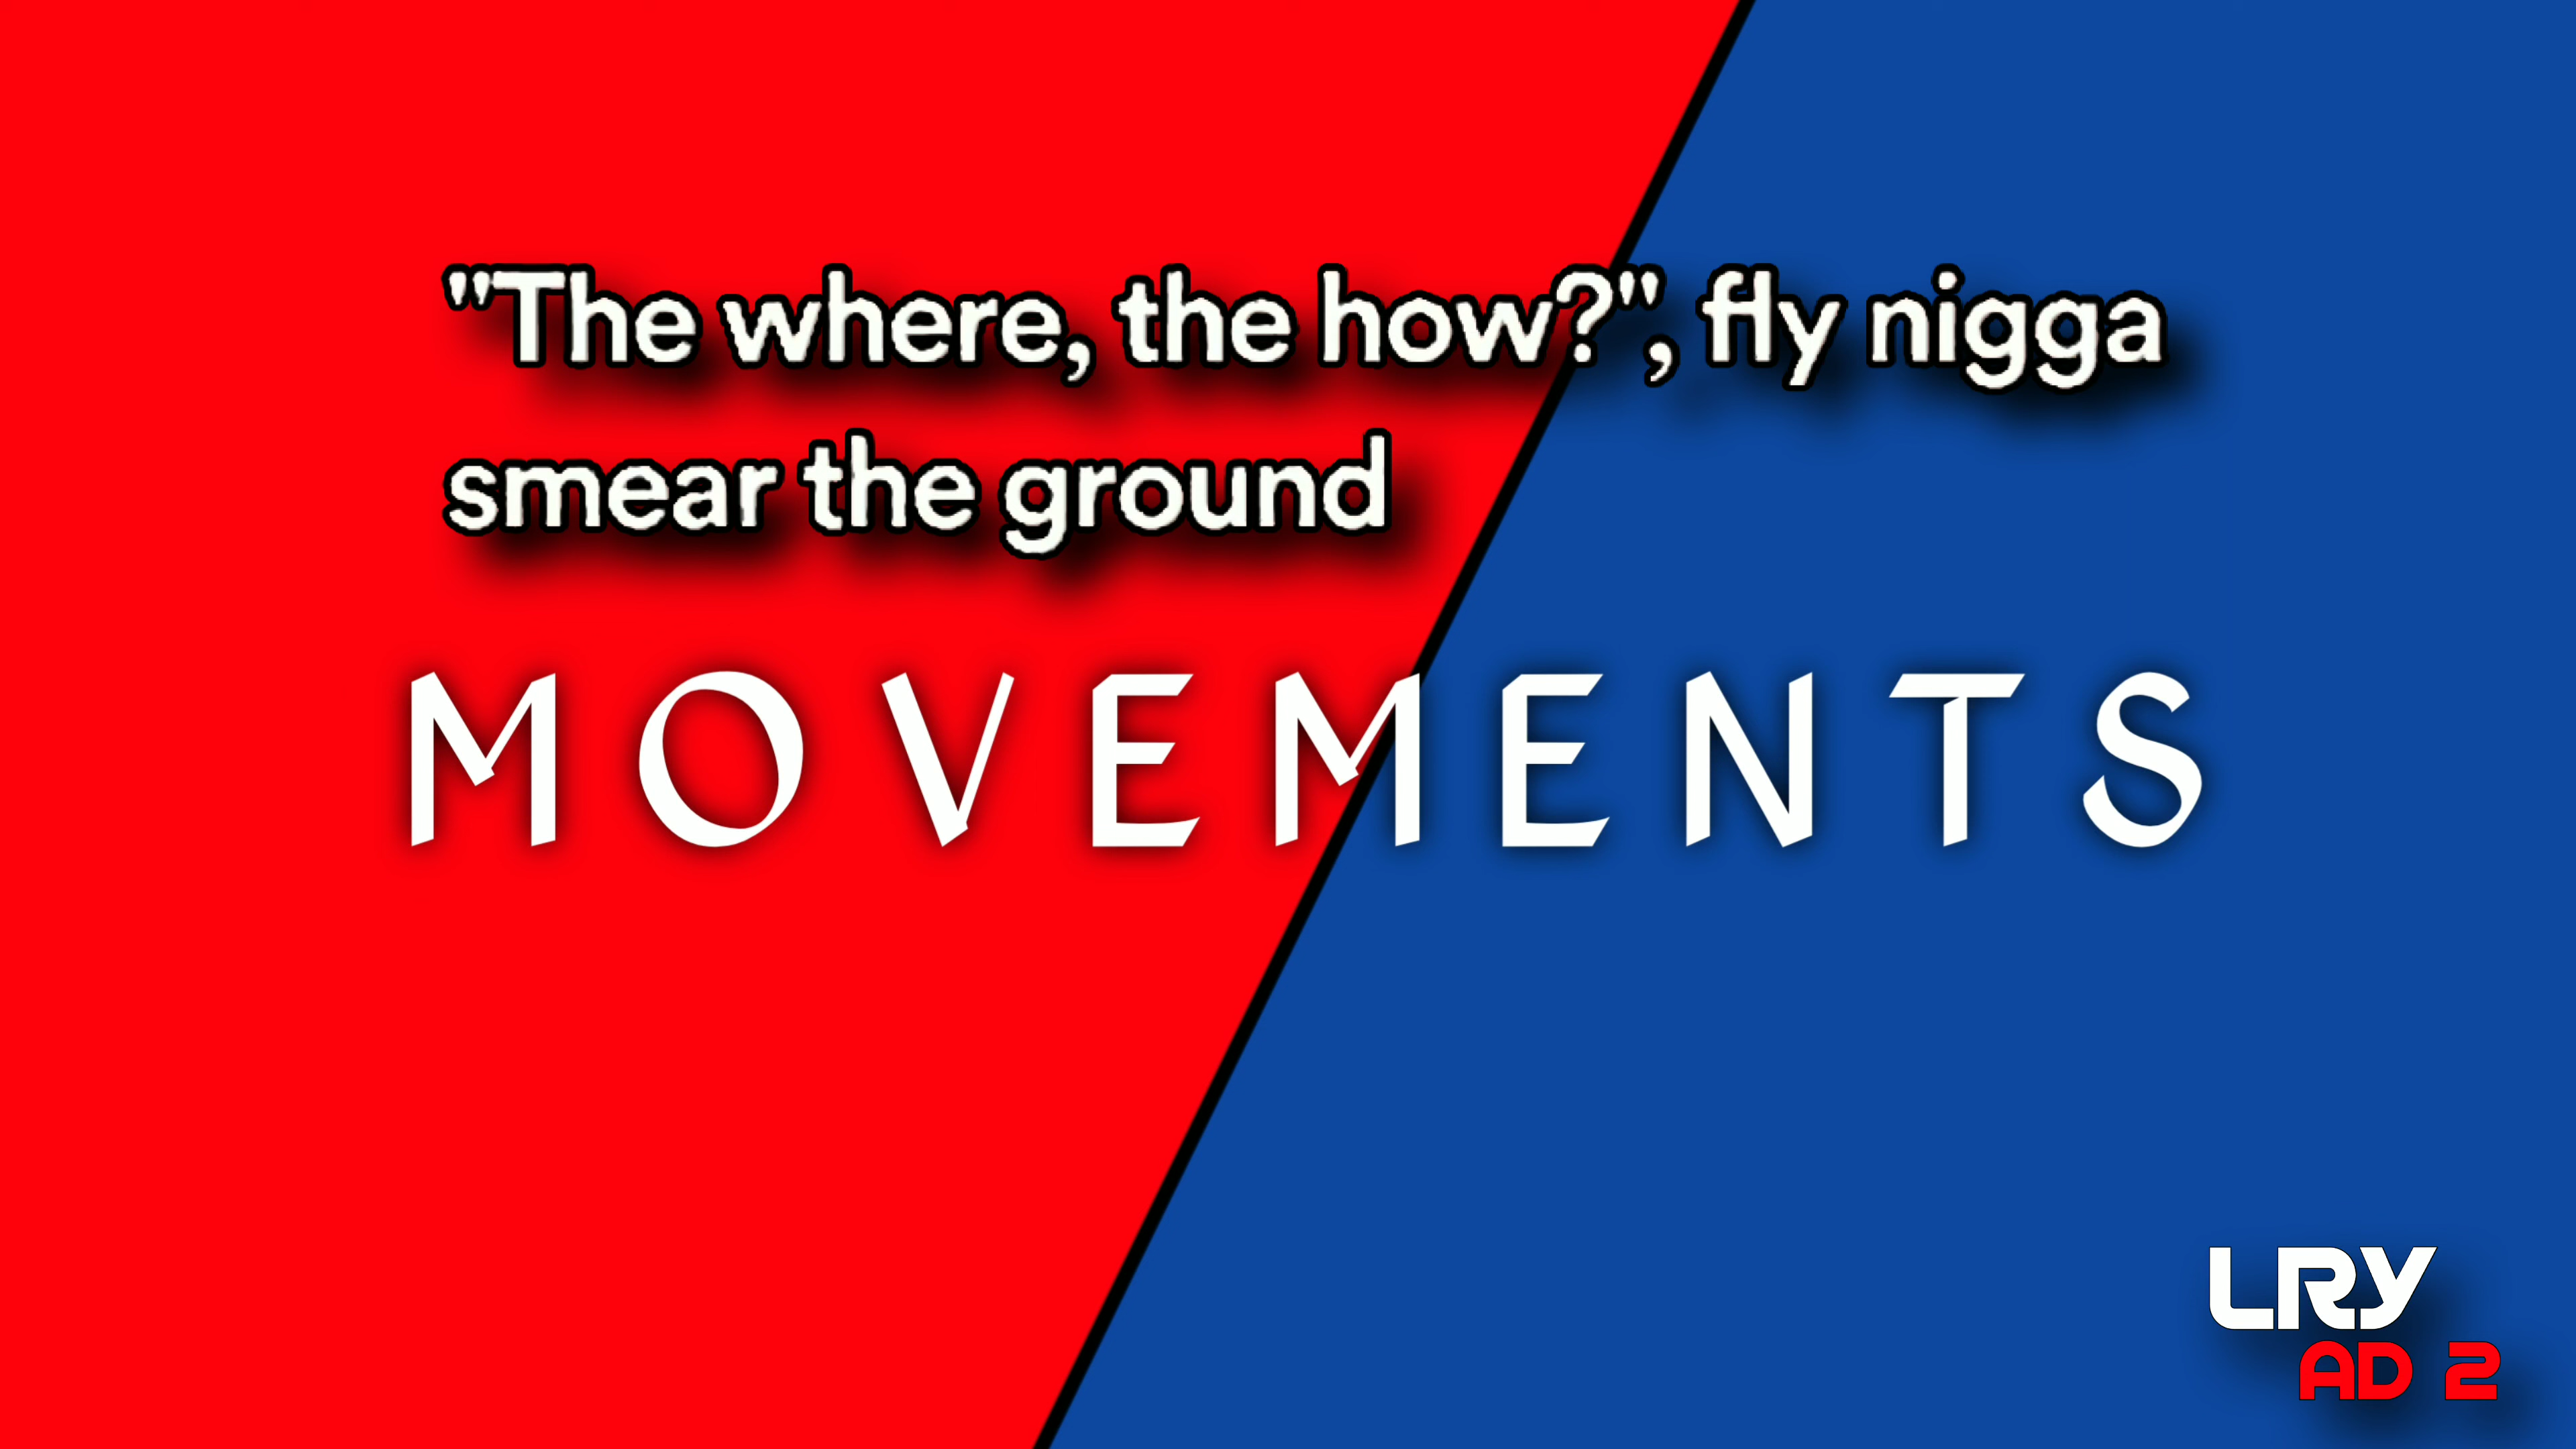 "The where, the how?", fly nigga
smear the ground
MOVEMENTS
LRY
AD 2